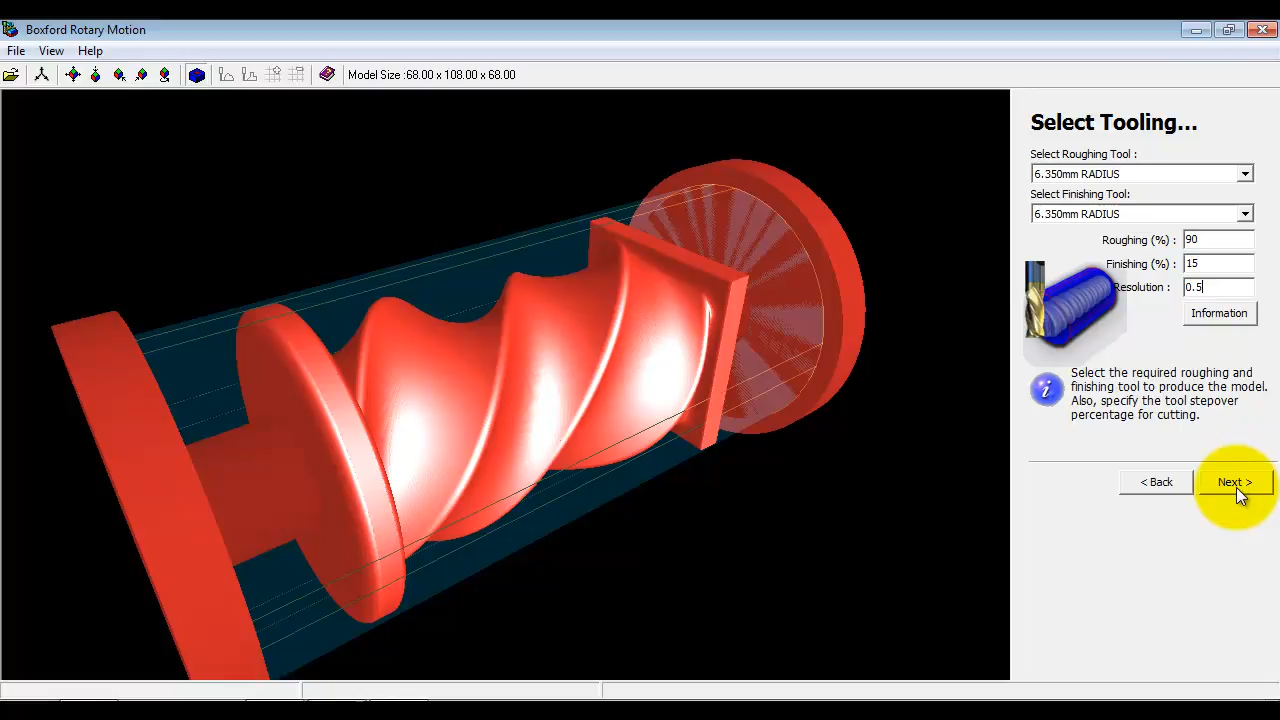 Boxford Rotary Motion
File View Help
Model Size :68.00 x 108.00 x 68.00
Select Tooling...
Select Roughing Tool :
6.350mm RADIUS
Select Finishing Tool:
6.350mm RADIUS
Roughing (%) : 90
Finishing (%) : 15
Resolution : 0.5
Information
Select the required roughing and
finishing tool to produce the model.
Also, specify the tool stepover
percentage for cutting.
< Back Next >